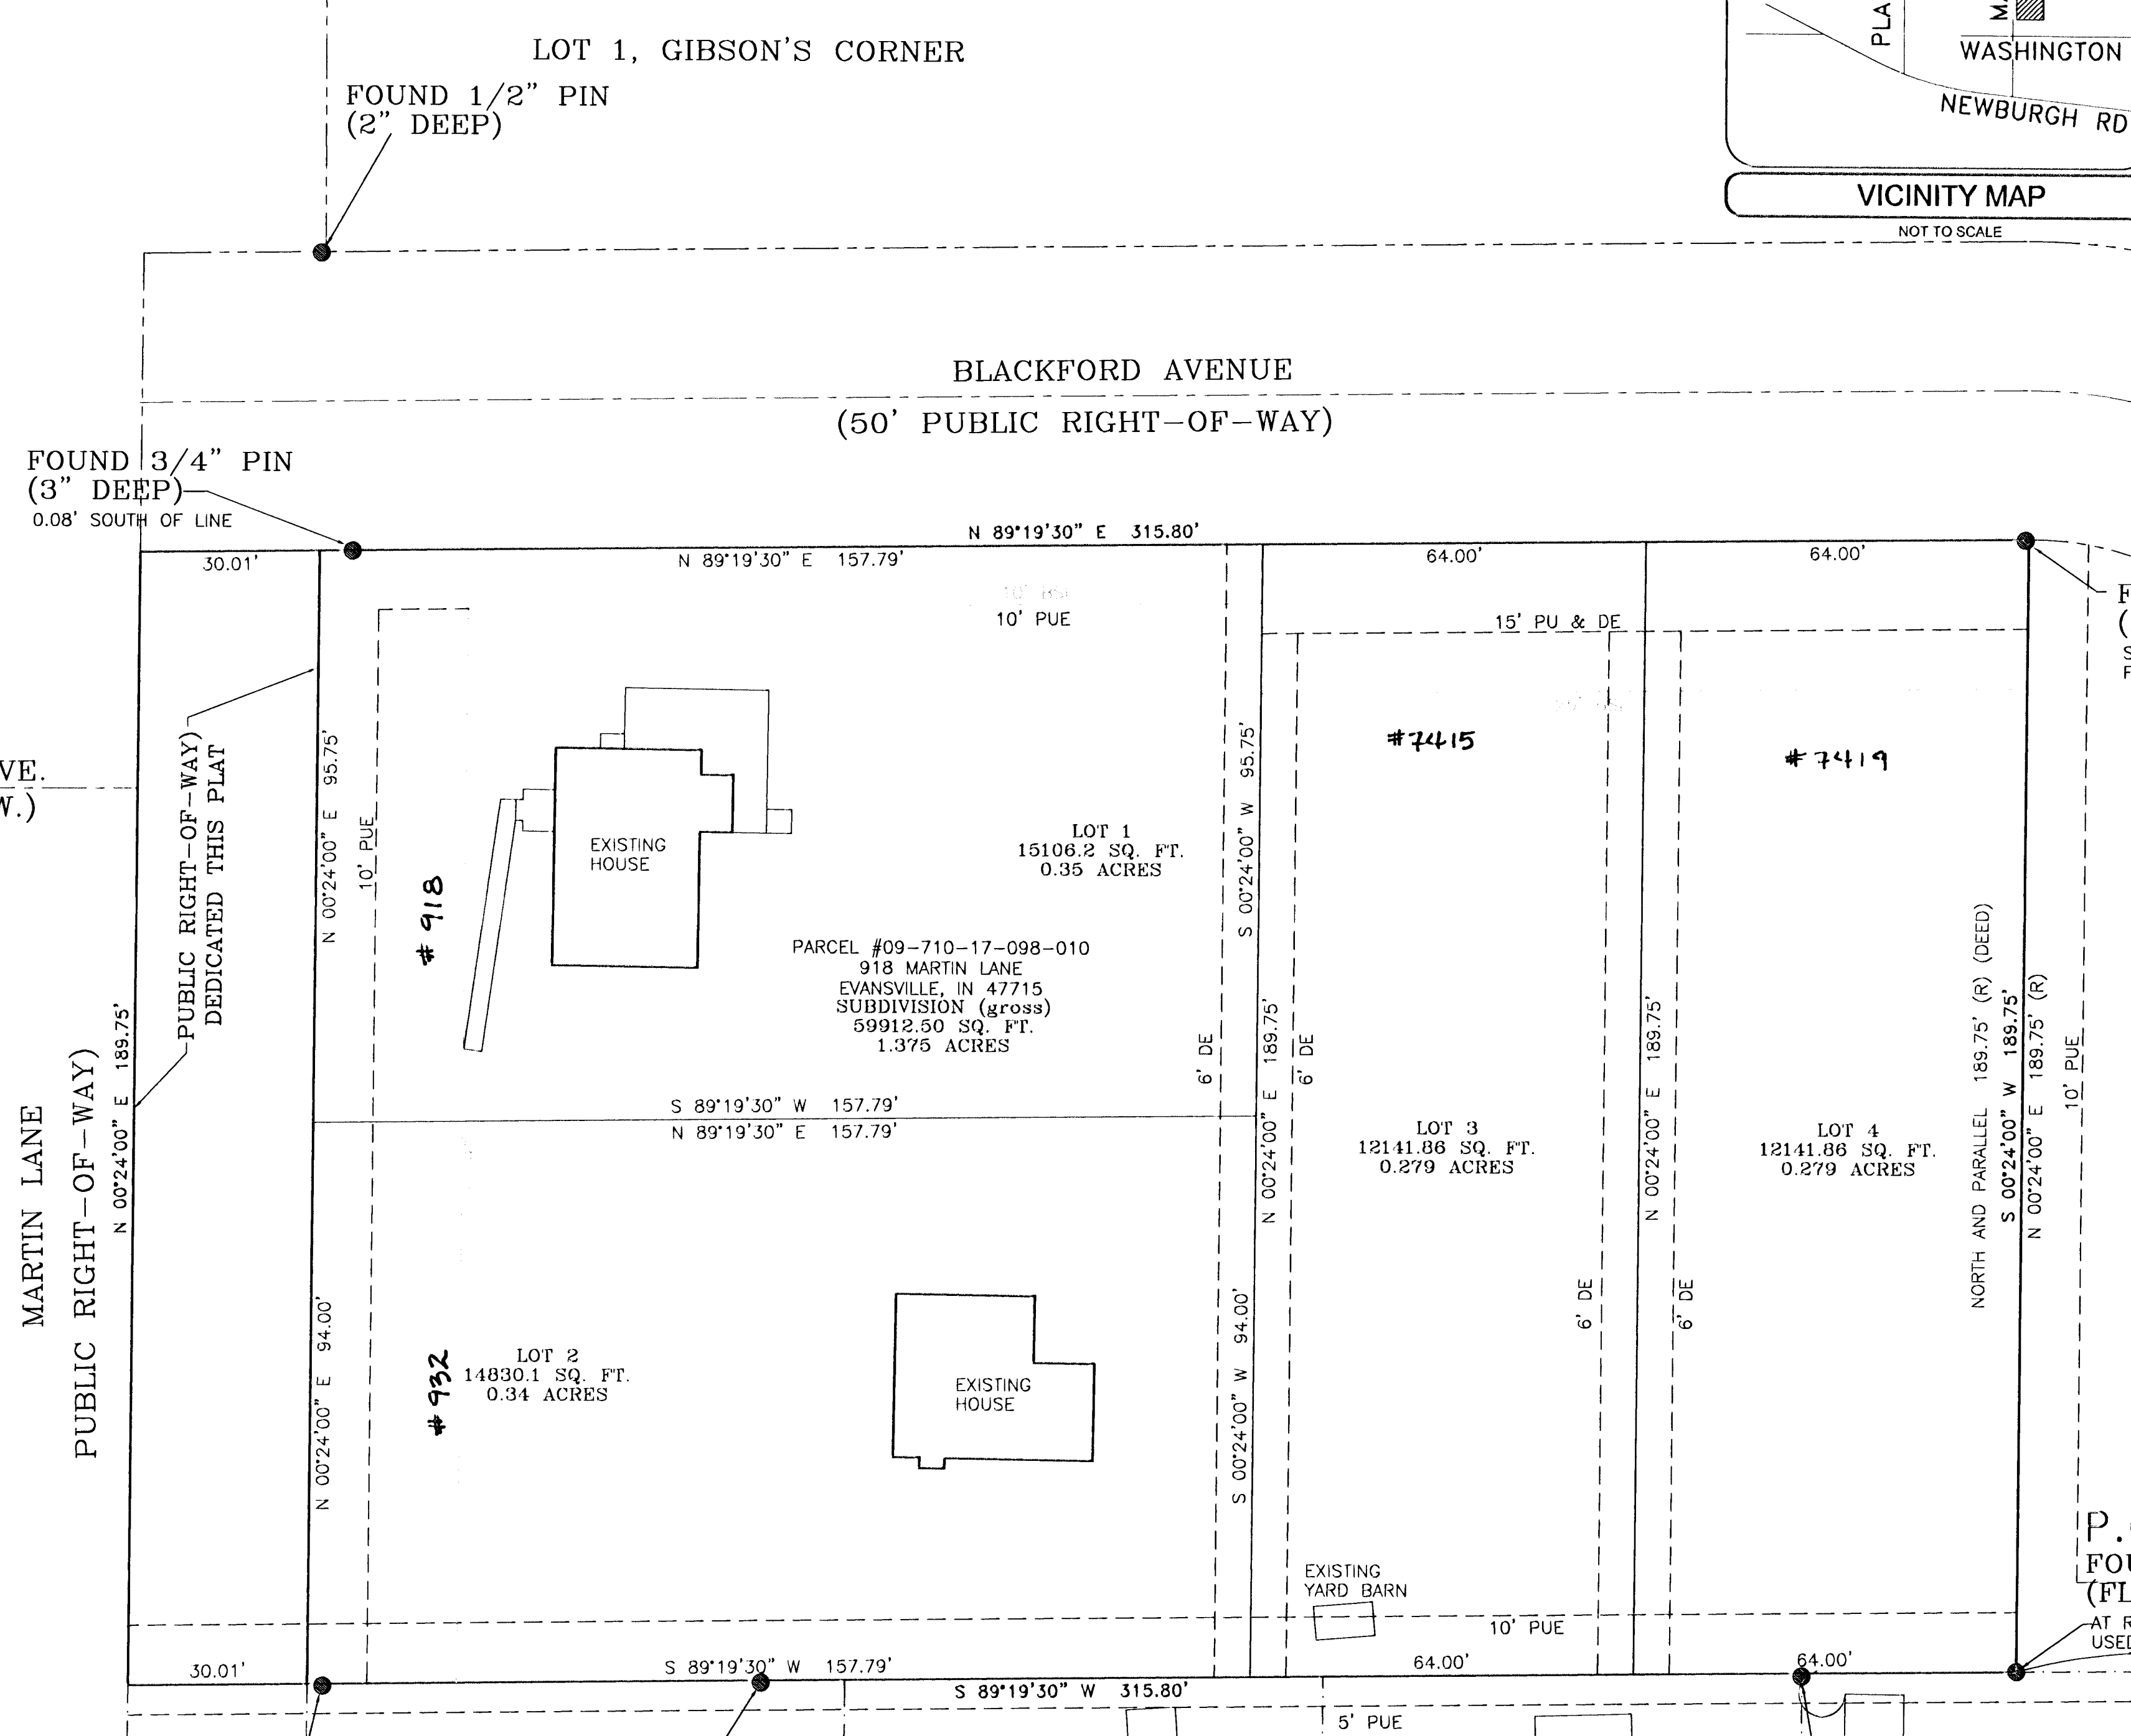 LOT 1, GIBSON'S CORNER
FOUND 1/2" PIN
(2" DEEP)
WASHINGTON
NEWBURGH RD
VICINITY MAP
NOT TO SCALE
BLACKFORD AVENUE
(50' PUBLIC RIGHT-OF-WAY)
FOUND 3/4" PIN
(3" DEEP)
0.08' SOUTH OF LINE
N 89°19'30" E 315.80'
30.01'
N 89°19'30" E 157.79'
64.00'
64.00'
10' BSL
10' PUE
15' PU & DE
#7415
#7419
PUBLIC RIGHT-OF-WAY
DEDICATED THIS PLAT
N 00°24'00" E 95.75'
10' PUE
#918
EXISTING
HOUSE
LOT 1
15106.2 SQ. FT.
0.35 ACRES
S 00°24'00" W 95.75'
PARCEL #09-710-17-098-010
918 MARTIN LANE
EVANSVILLE, IN 47715
SUBDIVISION (gross)
59912.50 SQ. FT.
1.375 ACRES
6' DE
N 00°24'00" E 189.75'
6' DE
N 00°24'00" E 189.75'
NORTH AND PARALLEL 189.75' (R) (DEED)
S 00°24'00" W 189.75'
N 00°24'00" E 189.75' (R)
10' PUE
MARTIN LANE
PUBLIC RIGHT-OF-WAY)
N 00°24'00" E 189.75'
S 89°19'30" W 157.79'
N 89°19'30" E 157.79'
LOT 3
12141.86 SQ. FT.
0.279 ACRES
LOT 4
12141.86 SQ. FT.
0.279 ACRES
N 00°24'00" E 94.00'
#932
LOT 2
14830.1 SQ. FT.
0.34 ACRES
EXISTING
HOUSE
S 00°24'00" W 94.00'
6' DE
6' DE
EXISTING
YARD BARN
10' PUE
30.01'
S 89°19'30" W 157.79'
64.00'
64.00'
S 89°19'30" W 315.80'
5' PUE